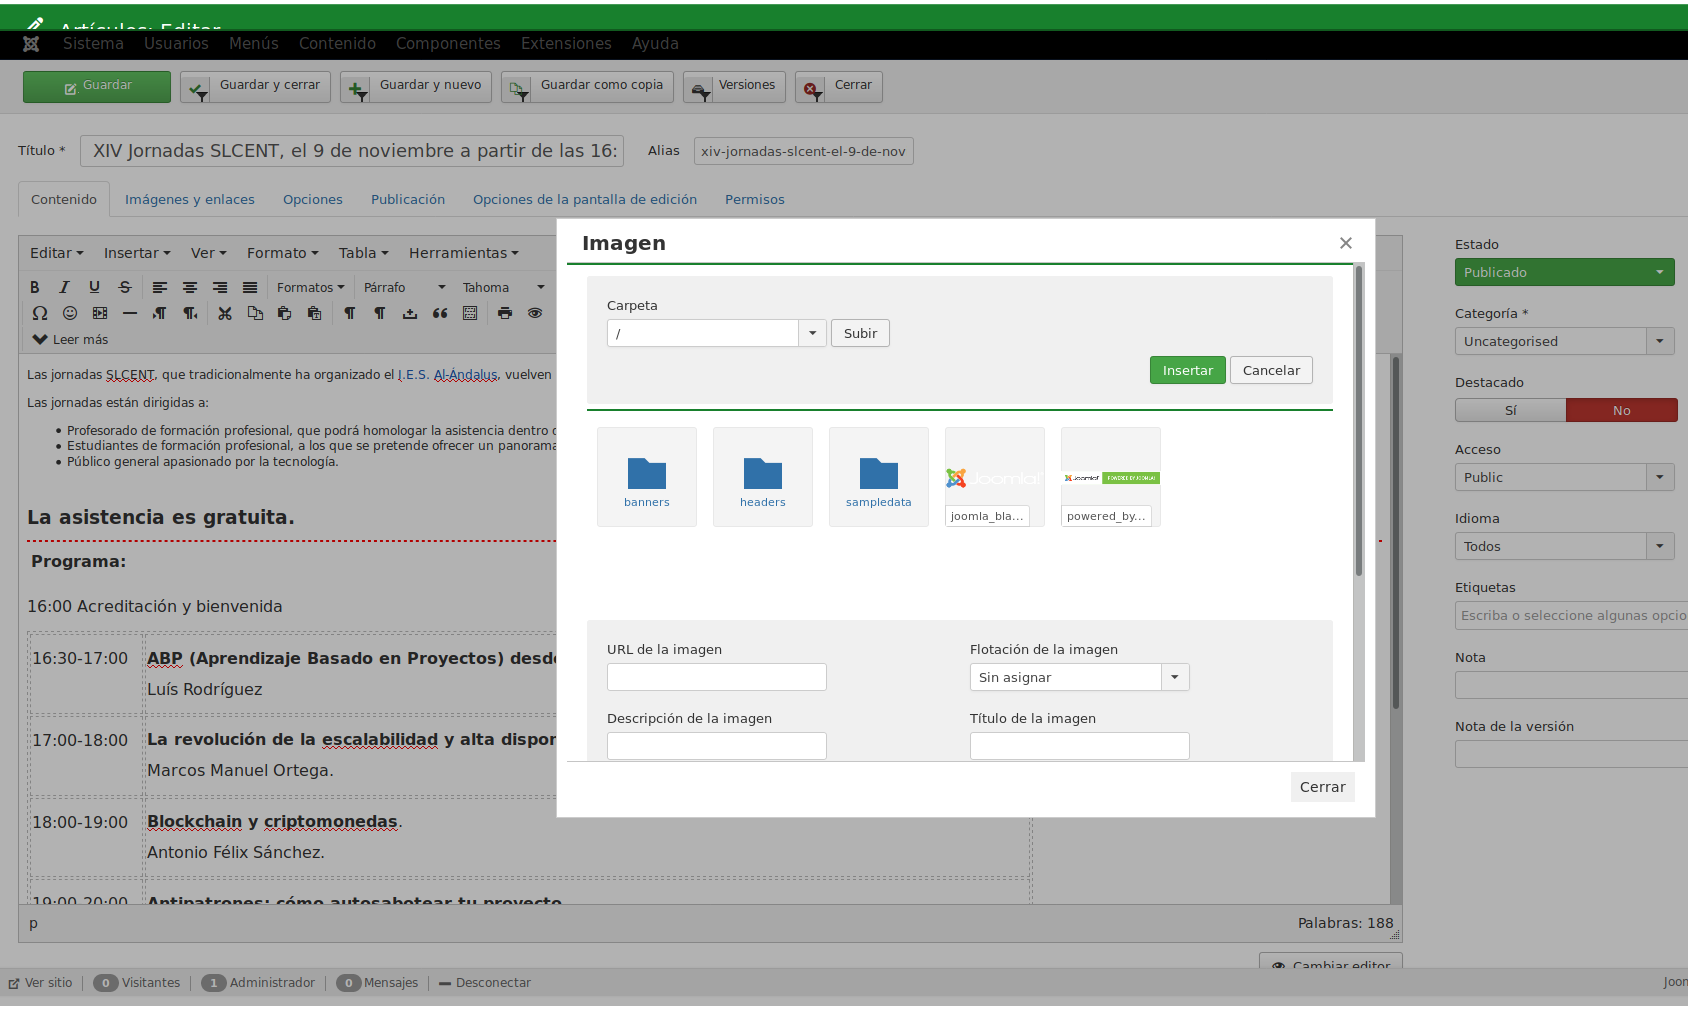 Artículos: Editar
Sistema Usuarios Menús Contenido Componentes Extensiones Ayuda
Guardar Guardar y cerrar Guardar y nuevo Guardar como copia Versiones Cerrar
Título * XIV Jornadas SLCENT, el 9 de noviembre a partir de las 16: Alias xiv-jornadas-slcent-el-9-de-nov
Contenido Imágenes y enlaces Opciones Publicación Opciones de la pantalla de edición Permisos
Editar Insertar Ver Formato Tabla Herramientas
B I U S Formatos Párrafo Tahoma
Leer más
Las jornadas SLCENT, que tradicionalmente ha organizado el I.E.S. Al-Ándalus, vuelven
Las jornadas están dirigidas a:
Profesorado de formación profesional, que podrá homologar la asistencia dentro
Estudiantes de formación profesional, a los que se pretende ofrecer un panorama
Público general apasionado por la tecnología.
La asistencia es gratuita.
Programa:
16:00 Acreditación y bienvenida
16:30-17:00 ABP (Aprendizaje Basado en Proyectos) desde
Luís Rodríguez
17:00-18:00 La revolución de la escalabilidad y alta dispon
Marcos Manuel Ortega.
18:00-19:00 Blockchain y criptomonedas.
Antonio Félix Sánchez.
19:00-20:00 Antipatrones: cómo autosabotear tu proyecto
p Palabras: 188
Cambiar editor
Imagen
Carpeta
/ Subir
Insertar Cancelar
Joomla! Joomla! POWERED BY JOOMLA!
banners headers sampledata joomla_bla... powered_by...
URL de la imagen Flotación de la imagen
Sin asignar
Descripción de la imagen Título de la imagen
Cerrar
Estado
Publicado
Categoría *
Uncategorised
Destacado
Sí No
Acceso
Public
Idioma
Todos
Etiquetas
Escriba o seleccione algunas opcio
Nota
Nota de la versión
Ver sitio 0 Visitantes 1 Administrador 0 Mensajes Desconectar Joon